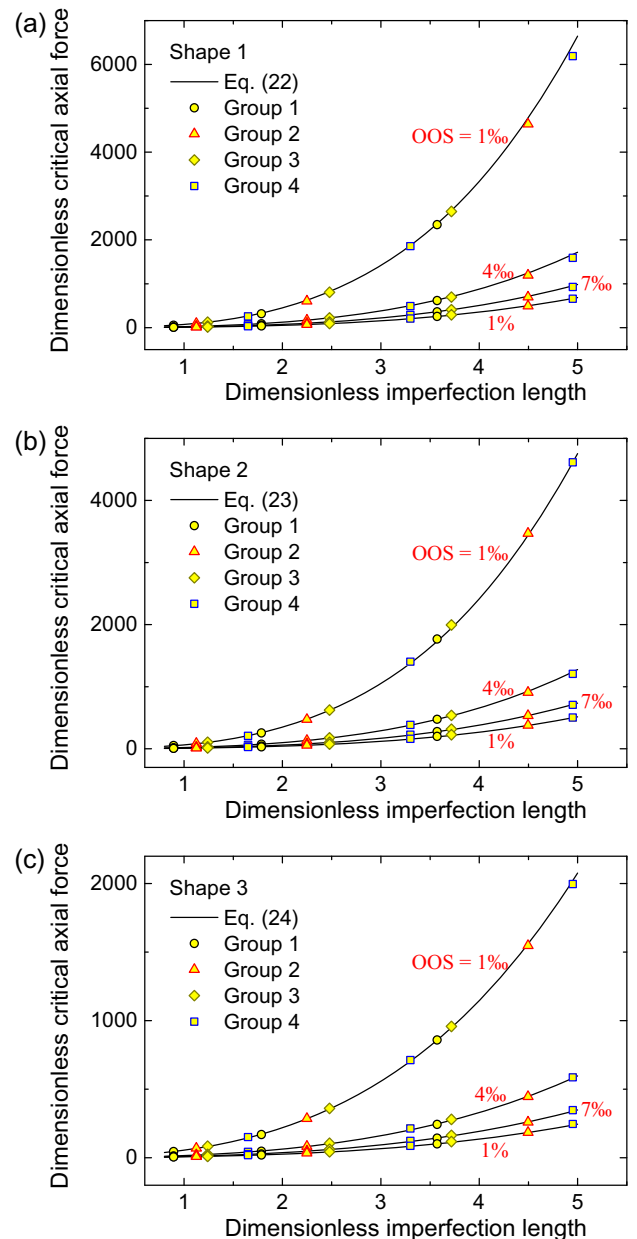 (a)
Shape 1
Eq. (22)
Group 1
Group 2
Group 3
Group 4
OOS = 1‰
4‰
7‰
1%
6000
4000
2000
0
1 2 3 4 5
Dimensionless critical axial force
Dimensionless imperfection length
(b)
Shape 2
Eq. (23)
Group 1
Group 2
Group 3
Group 4
OOS = 1‰
4‰
7‰
1%
4000
2000
0
1 2 3 4 5
Dimensionless critical axial force
Dimensionless imperfection length
(c)
Shape 3
Eq. (24)
Group 1
Group 2
Group 3
Group 4
OOS = 1‰
4‰
7‰
1%
2000
1000
0
1 2 3 4 5
Dimensionless critical axial force
Dimensionless imperfection length